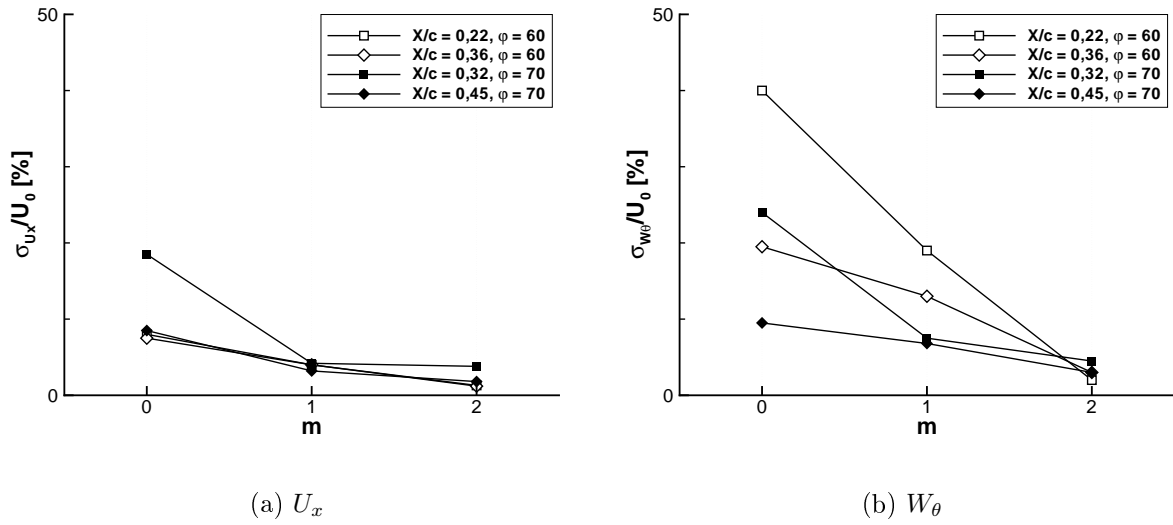 50
X/c = 0,22, φ = 60
X/c = 0,36, φ = 60
X/c = 0,32, φ = 70
X/c = 0,45, φ = 70
σUx/U0 [%]
0
0
1
2
m
(a) Ux
50
X/c = 0,22, φ = 60
X/c = 0,36, φ = 60
X/c = 0,32, φ = 70
X/c = 0,45, φ = 70
σWθ/U0 [%]
0
0
1
2
m
(b) Wθ